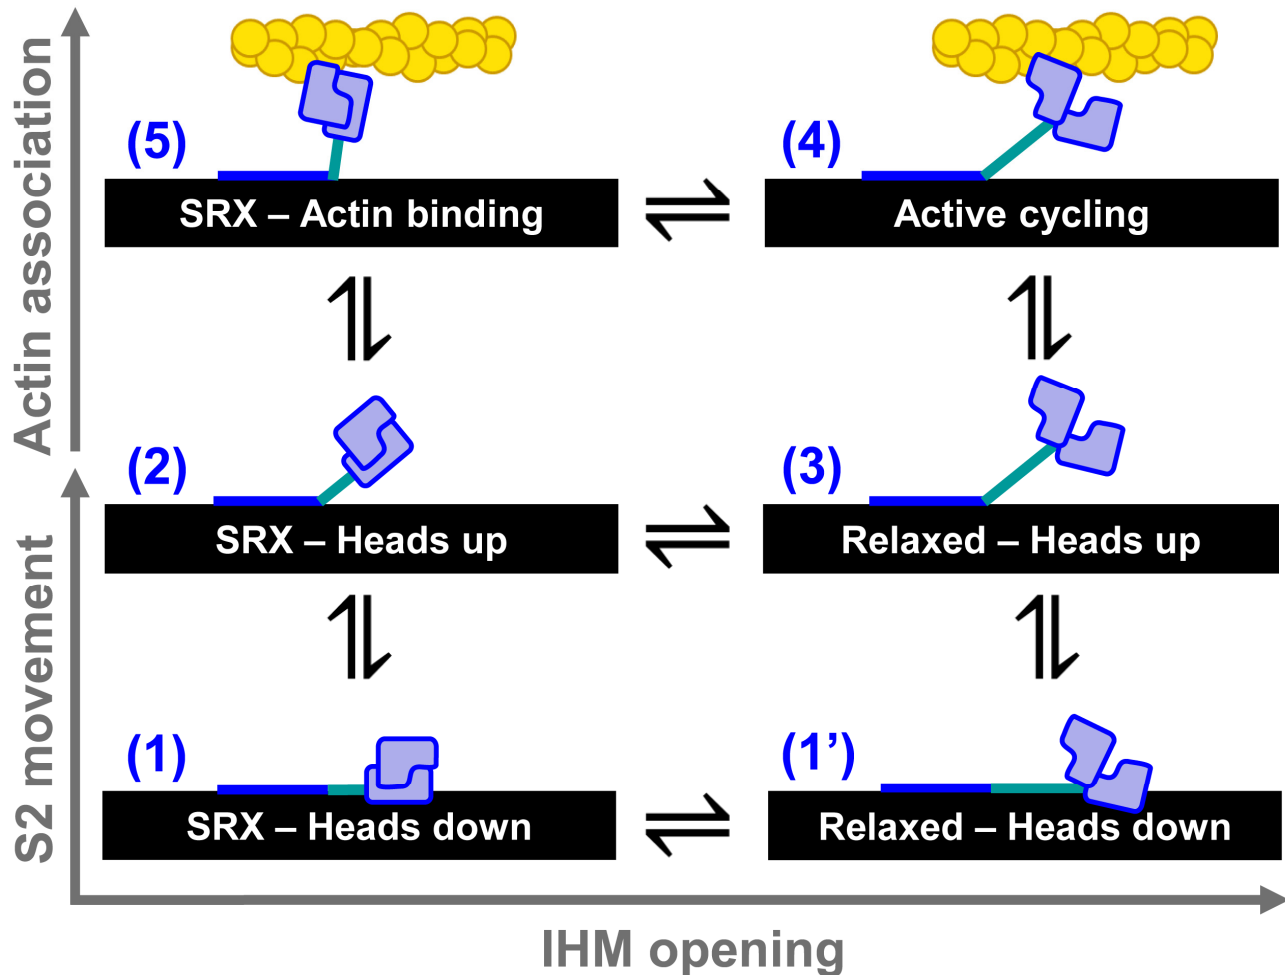 Actin association
(5)
SRX – Actin binding
(4)
Active cycling
S2 movement
(2)
SRX – Heads up
(3)
Relaxed – Heads up
(1)
SRX – Heads down
(1’)
Relaxed – Heads down
IHM opening